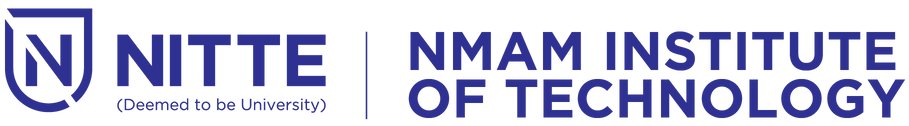 N
NITTE
(Deemed to be University)
NMAM INSTITUTE
OF TECHNOLOGY